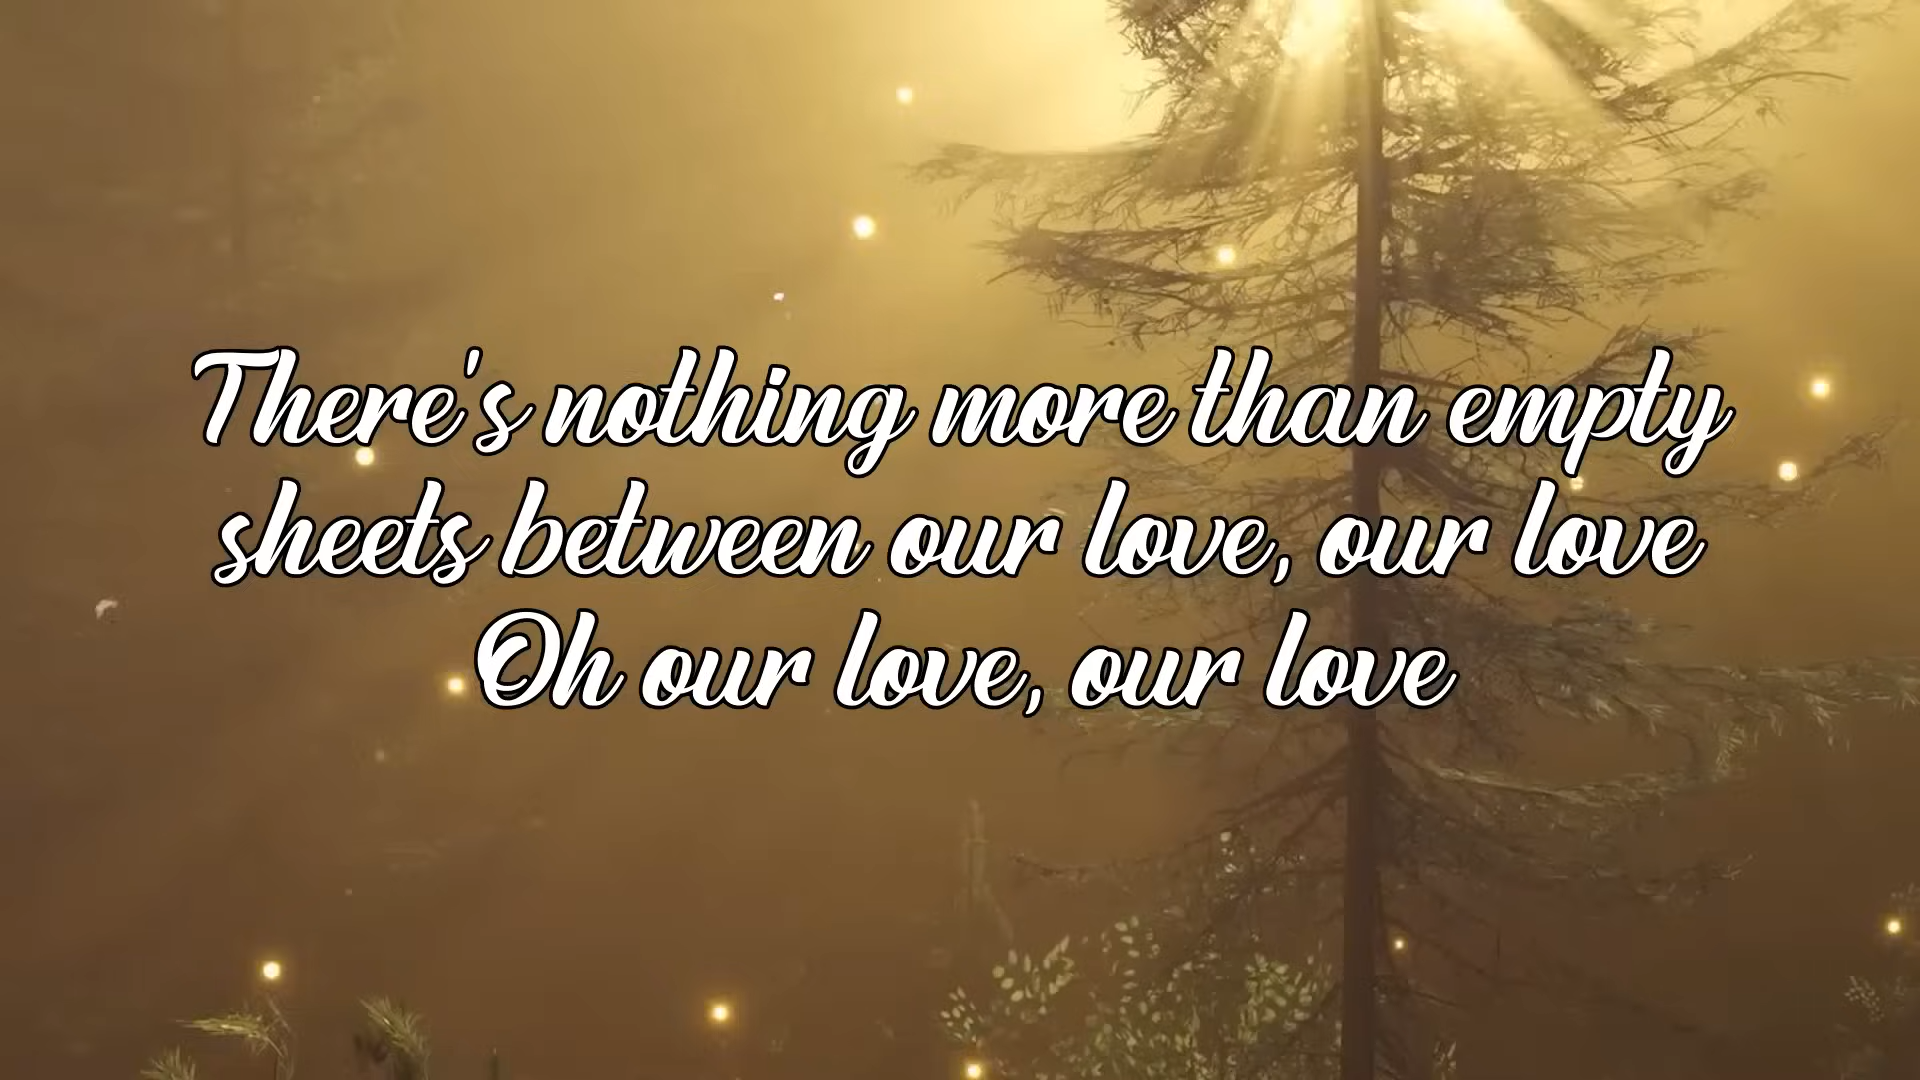 There's nothing more than empty
sheets between our love, our love
Oh our love, our love